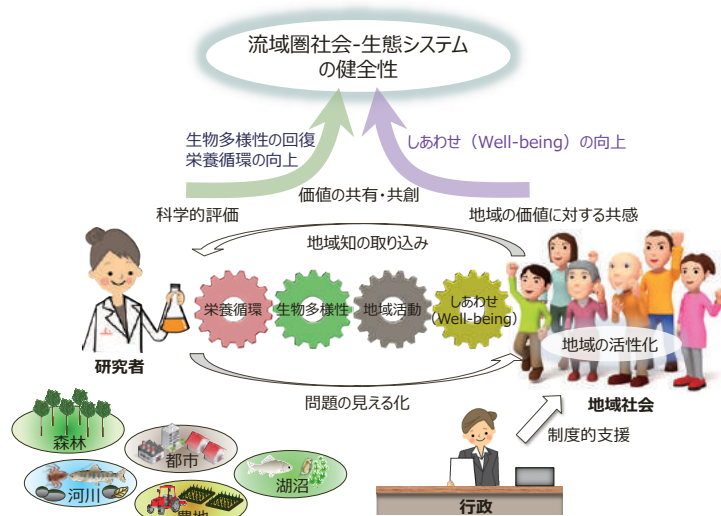 流域圏社会-生態システム
の健全性
生物多様性の回復
栄養循環の向上
しあわせ（Well-being）の向上
価値の共有・共創
科学的評価
地域の価値に対する共感
地域知の取り込み
栄養循環
生物多様性
地域活動
しあわせ
（Well-being）
地域の活性化
研究者
地域社会
問題の見える化
制度的支援
森林
都市
河川
湖沼
農地
行政